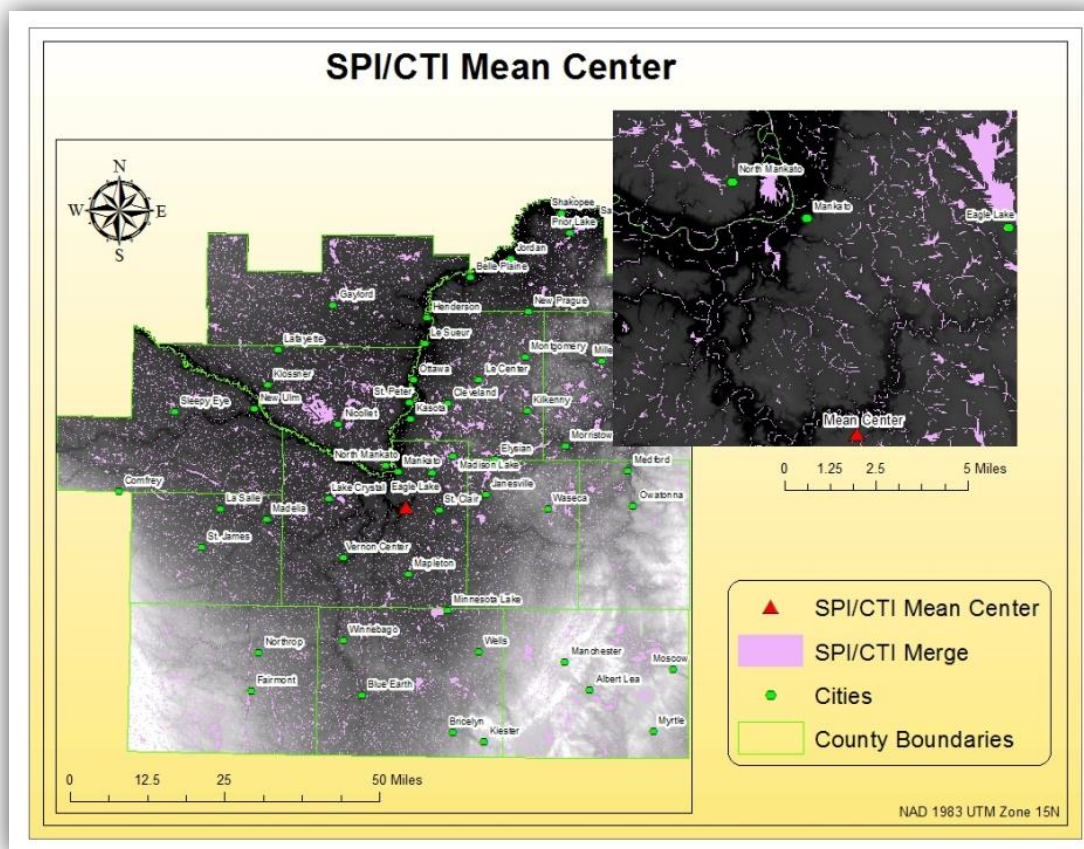 SPI/CTI Mean Center
N
W E
S
Shakopee
Sa
Prior Lake
Jordan
Belle Plaine
Gaylord
Henderson
New Prague
Lafayette
Le Sueur
Montgomery
Mille
Klossner
Ottawa
Le Center
St. Peter
Cleveland
Sleepy Eye
New Ulm
Nicollet
Kasota
Kilkenny
Morristow
North Mankato
Mankato
Elysian
Madison Lake
Medford
Comfrey
Eagle Lake
Janesville
Lake Crystal
La Salle
Madelia
St. Clair
Waseca
Owatonna
St. James
Vernon Center
Mapleton
Minnesota Lake
Northrop
Winnebago
Wells
Manchester
Moscow
Fairmont
Blue Earth
Albert Lea
Bricelyn
Kiester
Myrtle
0 12.5 25 50 Miles
North Mankato
Mankato
Eagle Lake
Mean Center
0 1.25 2.5 5 Miles
SPI/CTI Mean Center
SPI/CTI Merge
Cities
County Boundaries
NAD 1983 UTM Zone 15N